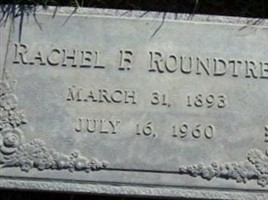 RACHEL F. ROUNDTRE
MARCH 31, 1893
JULY 16, 1960